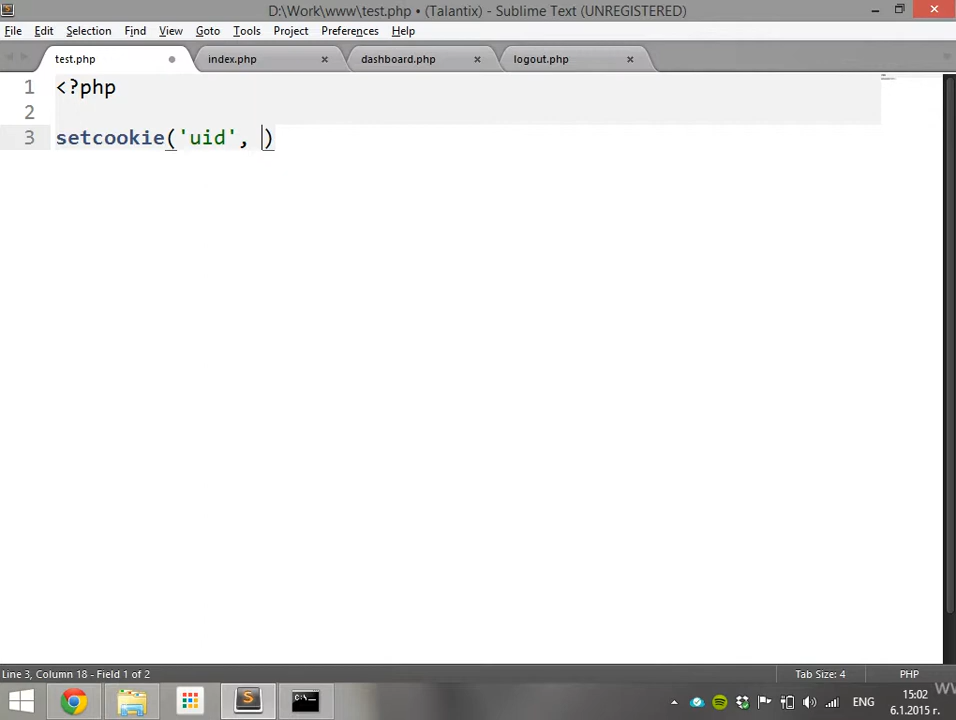 D:\Work\www\test.php • (Talantix) - Sublime Text (UNREGISTERED)
File Edit Selection Find View Goto Tools Project Preferences Help
test.php index.php dashboard.php logout.php
1 <?php
2
3 setcookie('uid', )
Line 3, Column 18 - Field 1 of 2 Tab Size: 4 PHP
ЕНГ 15:02
6.1.2015 г.